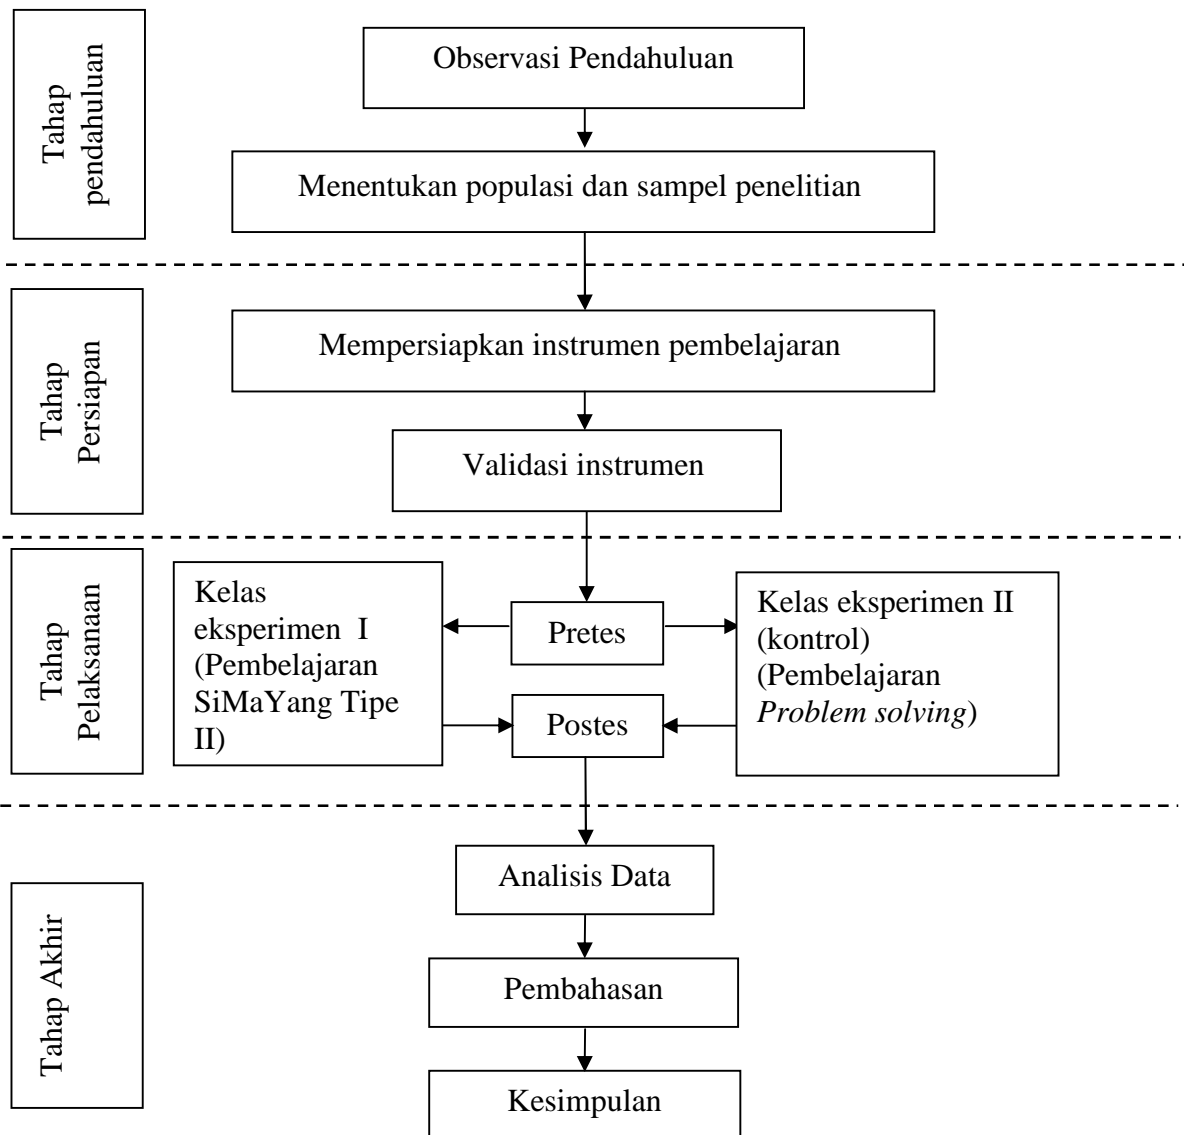 Tahap
pendahuluan
Observasi Pendahuluan
Menentukan populasi dan sampel penelitian
Tahap
Persiapan
Mempersiapkan instrumen pembelajaran
Validasi instrumen
Tahap
Pelaksanaan
Kelas
eksperimen I
(Pembelajaran
SiMaYang Tipe
II)
Pretes
Postes
Kelas eksperimen II
(kontrol)
(Pembelajaran
Problem solving)
Tahap Akhir
Analisis Data
Pembahasan
Kesimpulan